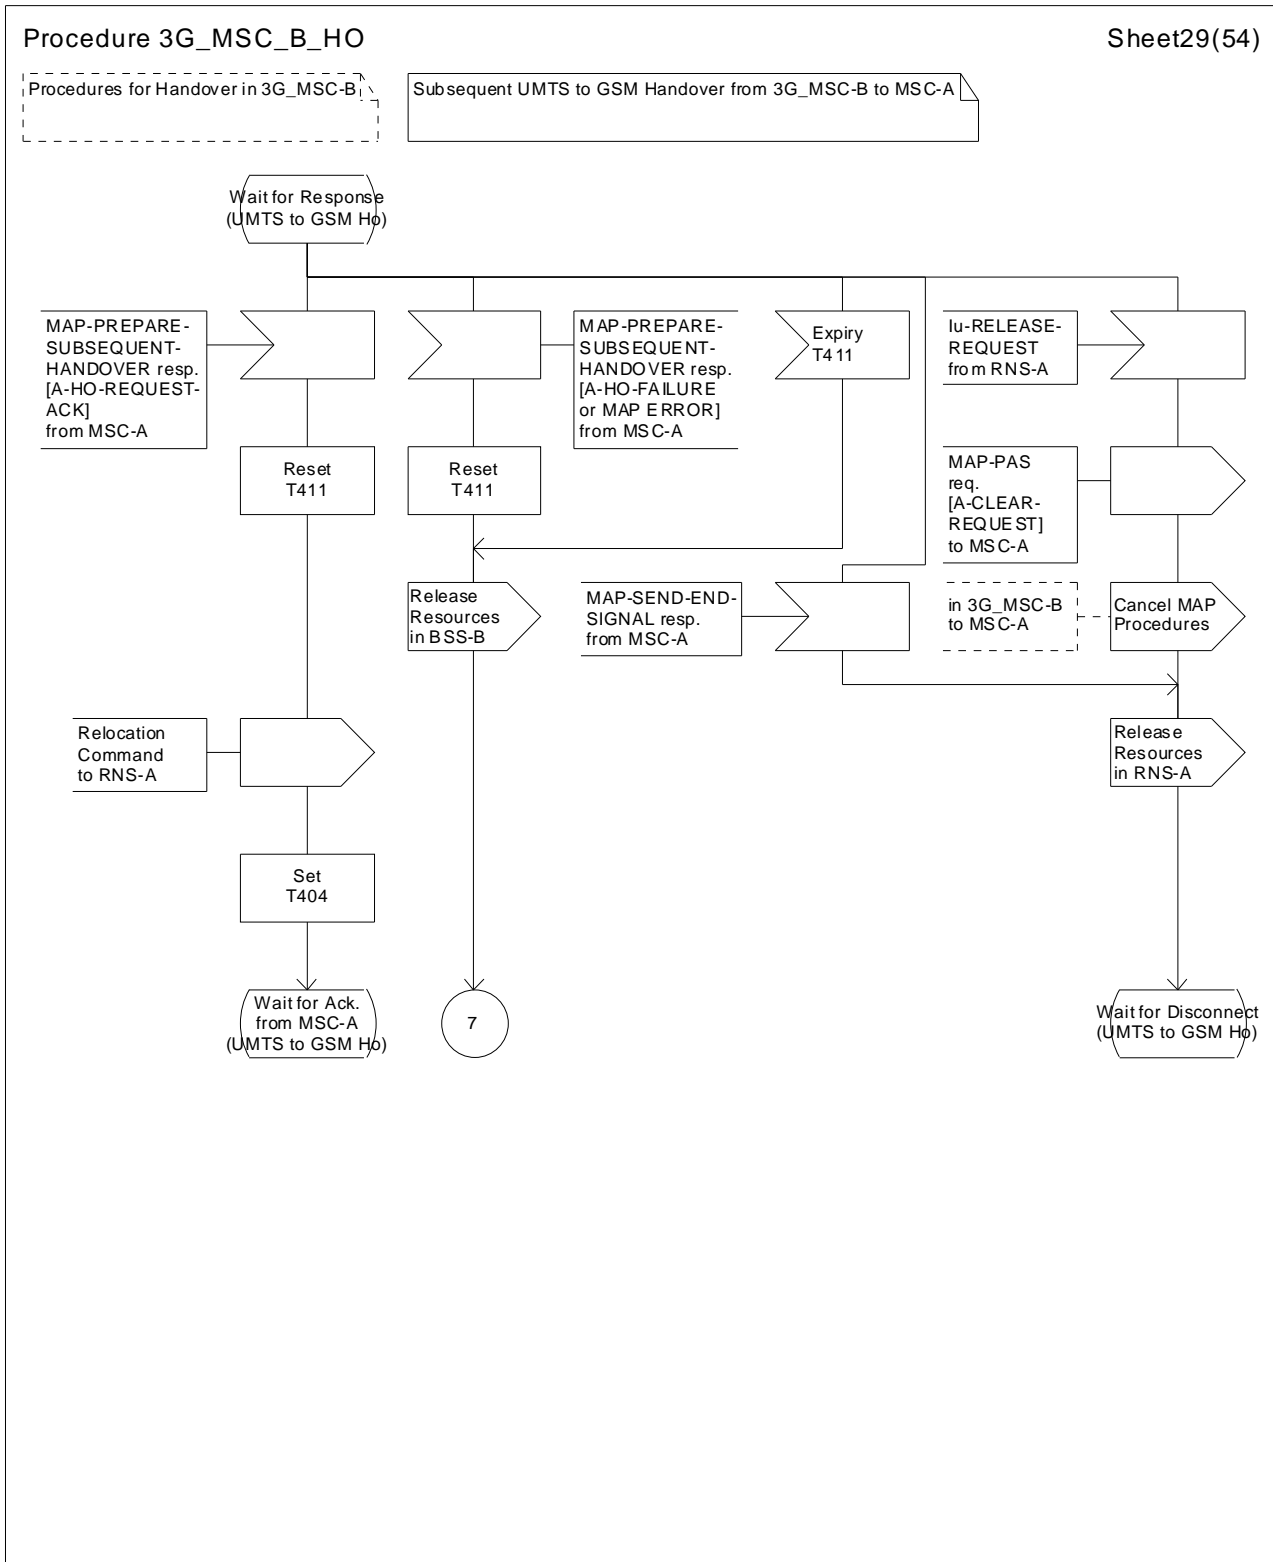 Procedure 3G_MSC_B_HO
Sheet29(54)
Procedures for Handover in 3G_MSC-B
Subsequent UMTS to GSM Handover from 3G_MSC-B to MSC-A
Wait for Response
(UMTS to GSM Ho)
MAP-PREPARE-
SUBSEQUENT-
HANDOVER resp.
[A-HO-REQUEST-
ACK]
from MSC-A
MAP-PREPARE-
SUBSEQUENT-
HANDOVER resp.
[A-HO-FAILURE
or MAP ERROR]
from MSC-A
Expiry
T411
Iu-RELEASE-
REQUEST
from RNS-A
Reset
T411
Reset
T411
MAP-PAS
req.
[A-CLEAR-
REQUEST]
to MSC-A
Release
Resources
in BSS-B
MAP-SEND-END-
SIGNAL resp.
from MSC-A
in 3G_MSC-B
to MSC-A
Cancel MAP
Procedures
Relocation
Command
to RNS-A
Release
Resources
in RNS-A
Set
T404
Wait for Ack.
from MSC-A
(UMTS to GSM Ho)
7
Wait for Disconnect
(UMTS to GSM Ho)